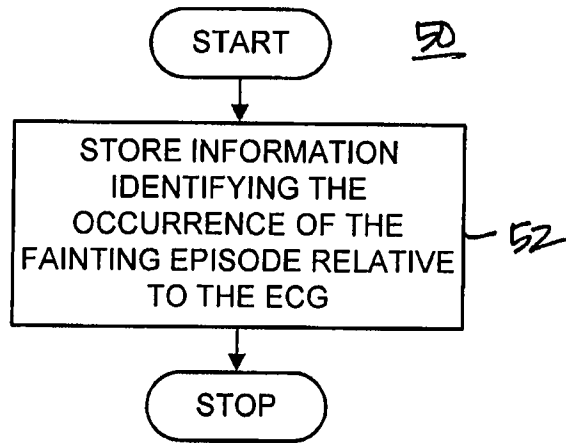 START
50
STORE INFORMATION
IDENTIFYING THE
OCCURRENCE OF THE
FAINTING EPISODE RELATIVE
TO THE ECG
52
STOP